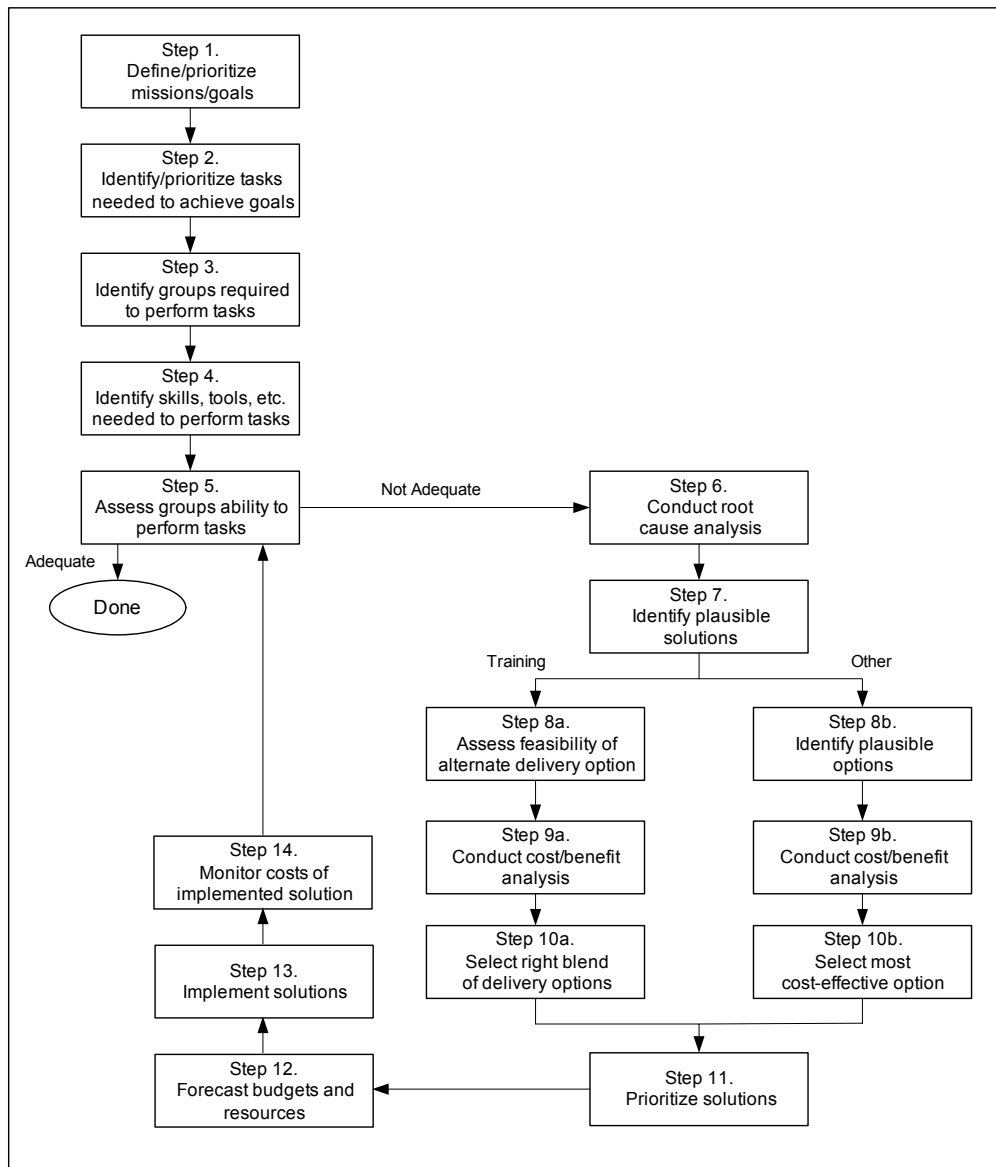 Step 1.
Define/prioritize
missions/goals
Step 2.
Identify/prioritize tasks
needed to achieve goals
Step 3.
Identify groups required
to perform tasks
Step 4.
Identify skills, tools, etc.
needed to perform tasks
Step 5.
Assess groups ability to
perform tasks
Not Adequate
Step 6.
Conduct root
cause analysis
Adequate
Done
Step 7.
Identify plausible
solutions
Training
Other
Step 8a.
Assess feasibility of
alternate delivery option
Step 8b.
Identify plausible
options
Step 9a.
Conduct cost/benefit
analysis
Step 9b.
Conduct cost/benefit
analysis
Step 10a.
Select right blend
of delivery options
Step 10b.
Select most
cost-effective option
Step 11.
Prioritize solutions
Step 12.
Forecast budgets and
resources
Step 13.
Implement solutions
Step 14.
Monitor costs of
implemented solution